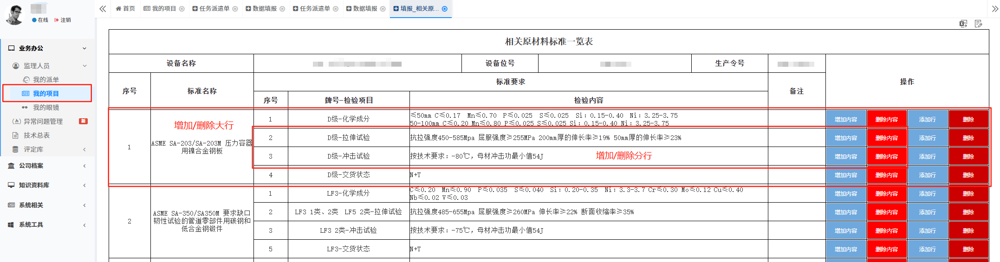 在线 注销
首页 我的项目 任务派遣单 数据填报 任务派遣单 数据填报 填报_相关原...
业务办公
监理人员
我的派单
我的项目
我的眼镜
异常问题管理 新
技术总表
评定库
公司档案
知识资料库
系统相关
系统工具
相关原材料标准一览表
设备名称 设备位号 生产令号 操作
序号 标准名称 标准要求 备注
序号 牌号-检验项目 检验内容
增加/删除大行
1
ASME SA-203/SA-203M 压力容器
用镍合金钢板
1 D级-化学成分
≤50mm C≤0.17 Mn≤0.70 P≤0.025 S≤0.025 Si：0.15-0.40 Ni：3.25-3.75
50-100mm C≤0.20 Mn≤0.80 P≤0.025 S≤0.025 Si：0.15-0.40 Ni：3.25-3.75
增加内容 删除内容 添加行 删除
2 D级-拉伸试验 抗拉强度450-585Mpa 屈服强度≥255MPa 200mm厚的伸长率≥19% 50mm厚的伸长率≥23% 增加内容 删除内容 添加行 删除
3 D级-冲击试验 按技术要求：-80℃，母材冲击功最小值54J 增加/删除分行 增加内容 删除内容 添加行 删除
4 D级-交货状态 N+T 增加内容 删除内容 添加行 删除
2
ASME SA-350/SA350M 要求缺口
韧性试验的管道零部件用碳钢和
低合金钢锻件
1 LF3-化学成分
C≤0.20 Mn≤0.90 P≤0.035 S≤0.040 Si：0.20-0.35 Ni：3.3-3.7 Cr≤0.30 Mo≤0.12 Cu≤0.40
Nb≤0.02 V≤0.03
增加内容 删除内容 添加行 删除
2 LF3 1类、2类 LF5 2类-拉伸试验 抗拉强度485-655Mpa 屈服强度≥260MPa 伸长率≥22% 断面收缩率≥35% 增加内容 删除内容 添加行 删除
3 LF3 2类-冲击试验 按技术要求：-75℃，母材冲击功最小值54J 增加内容 删除内容 添加行 删除
5 LF3-交货状态 N+T 增加内容 删除内容 添加行 删除